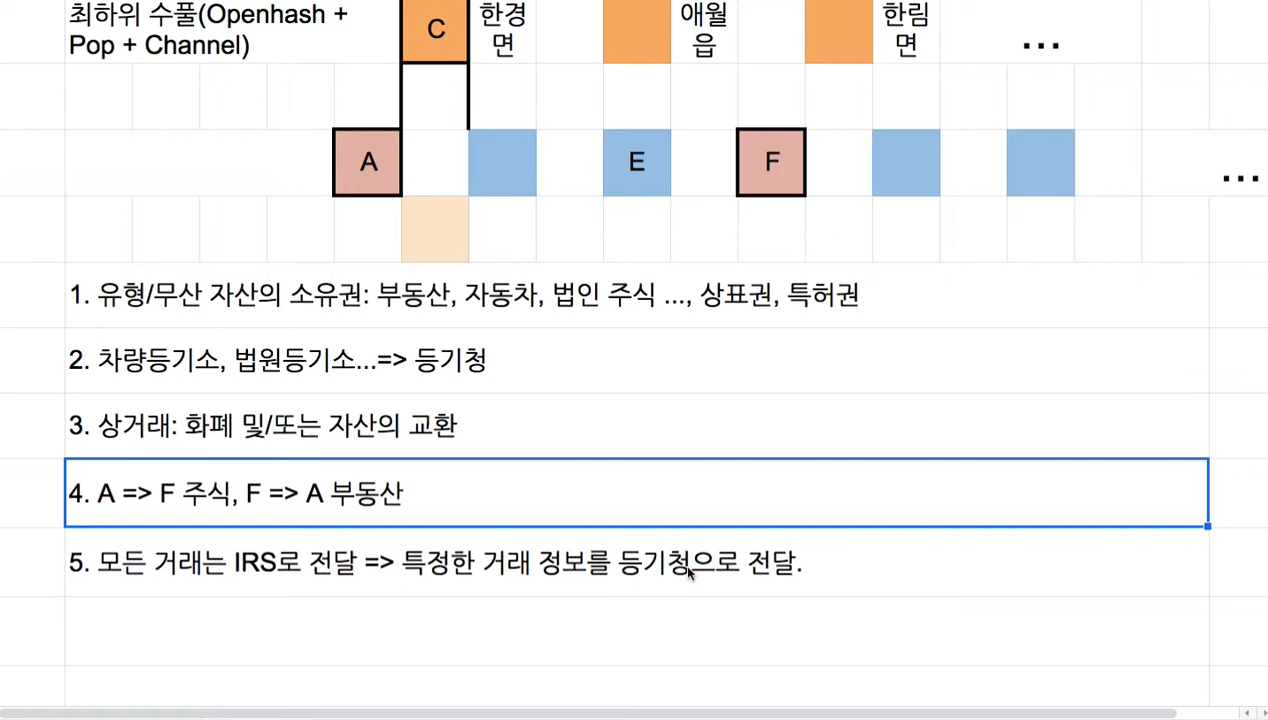 최하위 수풀(Openhash +
Pop + Channel)
C
한경
면
애월
읍
한림
면
...
A
E
F
...
1. 유형/무산 자산의 소유권: 부동산, 자동차, 법인 주식 ..., 상표권, 특허권
2. 차량등기소, 법원등기소...=> 등기청
3. 상거래: 화폐 및/또는 자산의 교환
4. A => F 주식, F => A 부동산
5. 모든 거래는 IRS로 전달 => 특정한 거래 정보를 등기청으로 전달.